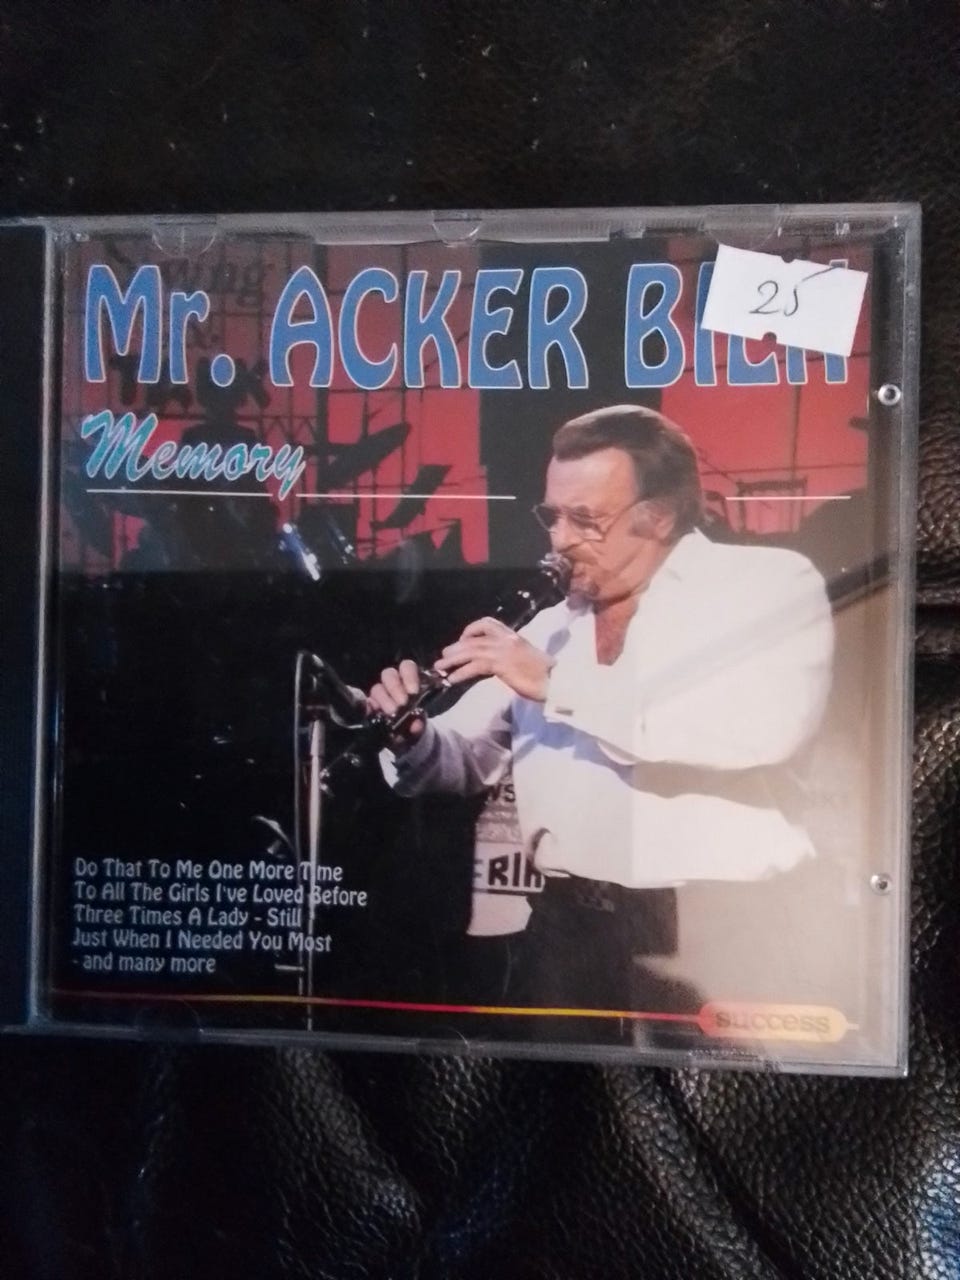 Mr. ACKER BILK
25
Memory
Do That To Me One More Time
To All The Girls I've Loved Before
Three Times A Lady - Still
Just When I Needed You Most
- and many more
success